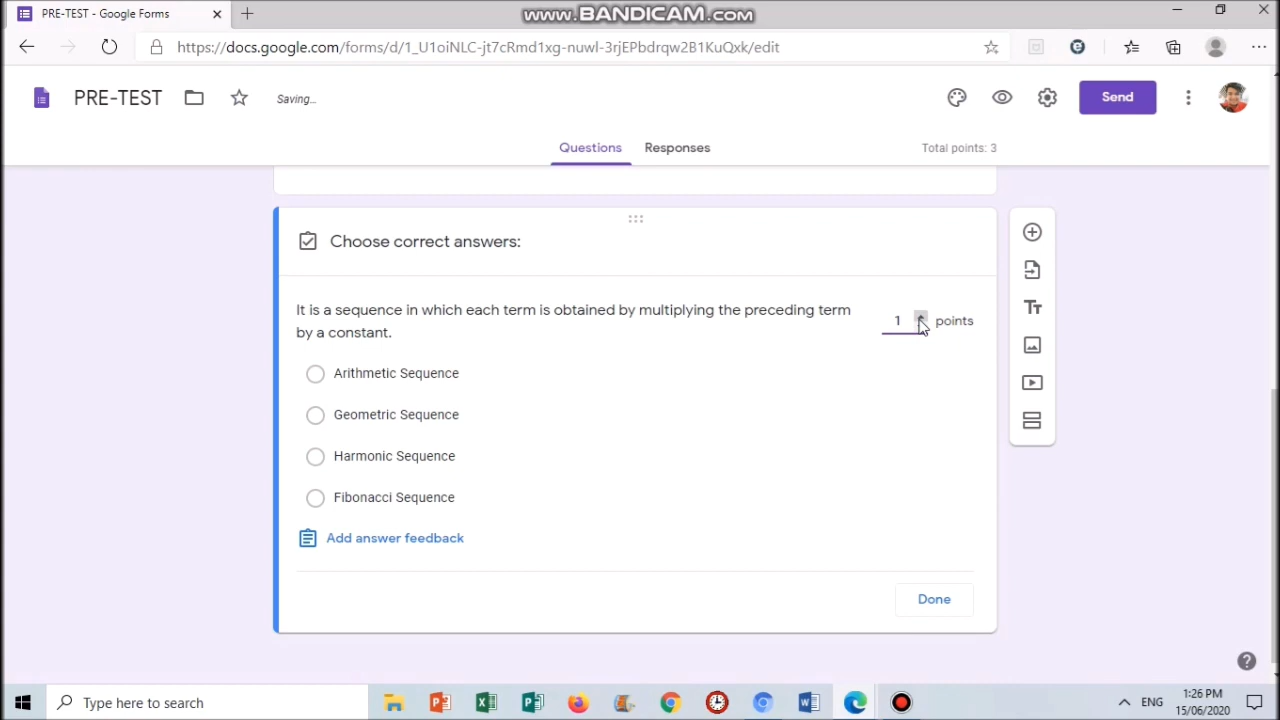 PRE-TEST - Google Forms
www.BANDICAM.com
https://docs.google.com/forms/d/1_U1oiNLC-jt7cRmd1xg-nuwl-3rjEPbdrqw2B1KuQxk/edit
PRE-TEST
Saving...
Send
Questions
Responses
Total points: 3
Choose correct answers:
It is a sequence in which each term is obtained by multiplying the preceding term
by a constant.
1
points
Arithmetic Sequence
Geometric Sequence
Harmonic Sequence
Fibonacci Sequence
Add answer feedback
Done
Type here to search
ENG
1:26 PM
15/06/2020